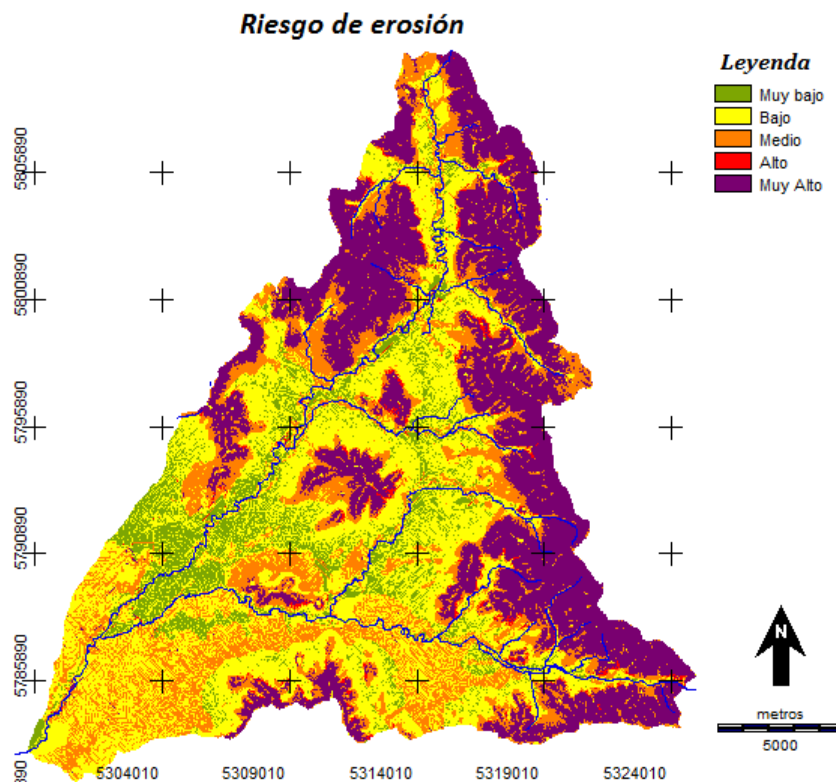 Riesgo de erosión
Leyenda
Muy bajo
Bajo
Medio
Alto
Muy Alto
5805890
5800890
5795890
5790890
5785890
890
5304010
5309010
5314010
5319010
5324010
N
metros
5000